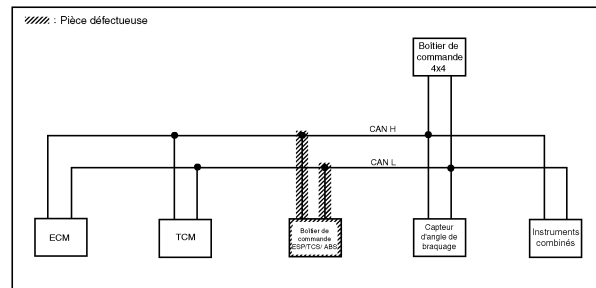 : Pièce défectueuse
Boîtier de
commande
4x4
CAN H
CAN L
ECM
TCM
Boîtier de
commande
ESP/TCS/ ABS
Capteur
d'angle de
braquage
Instruments
combinés